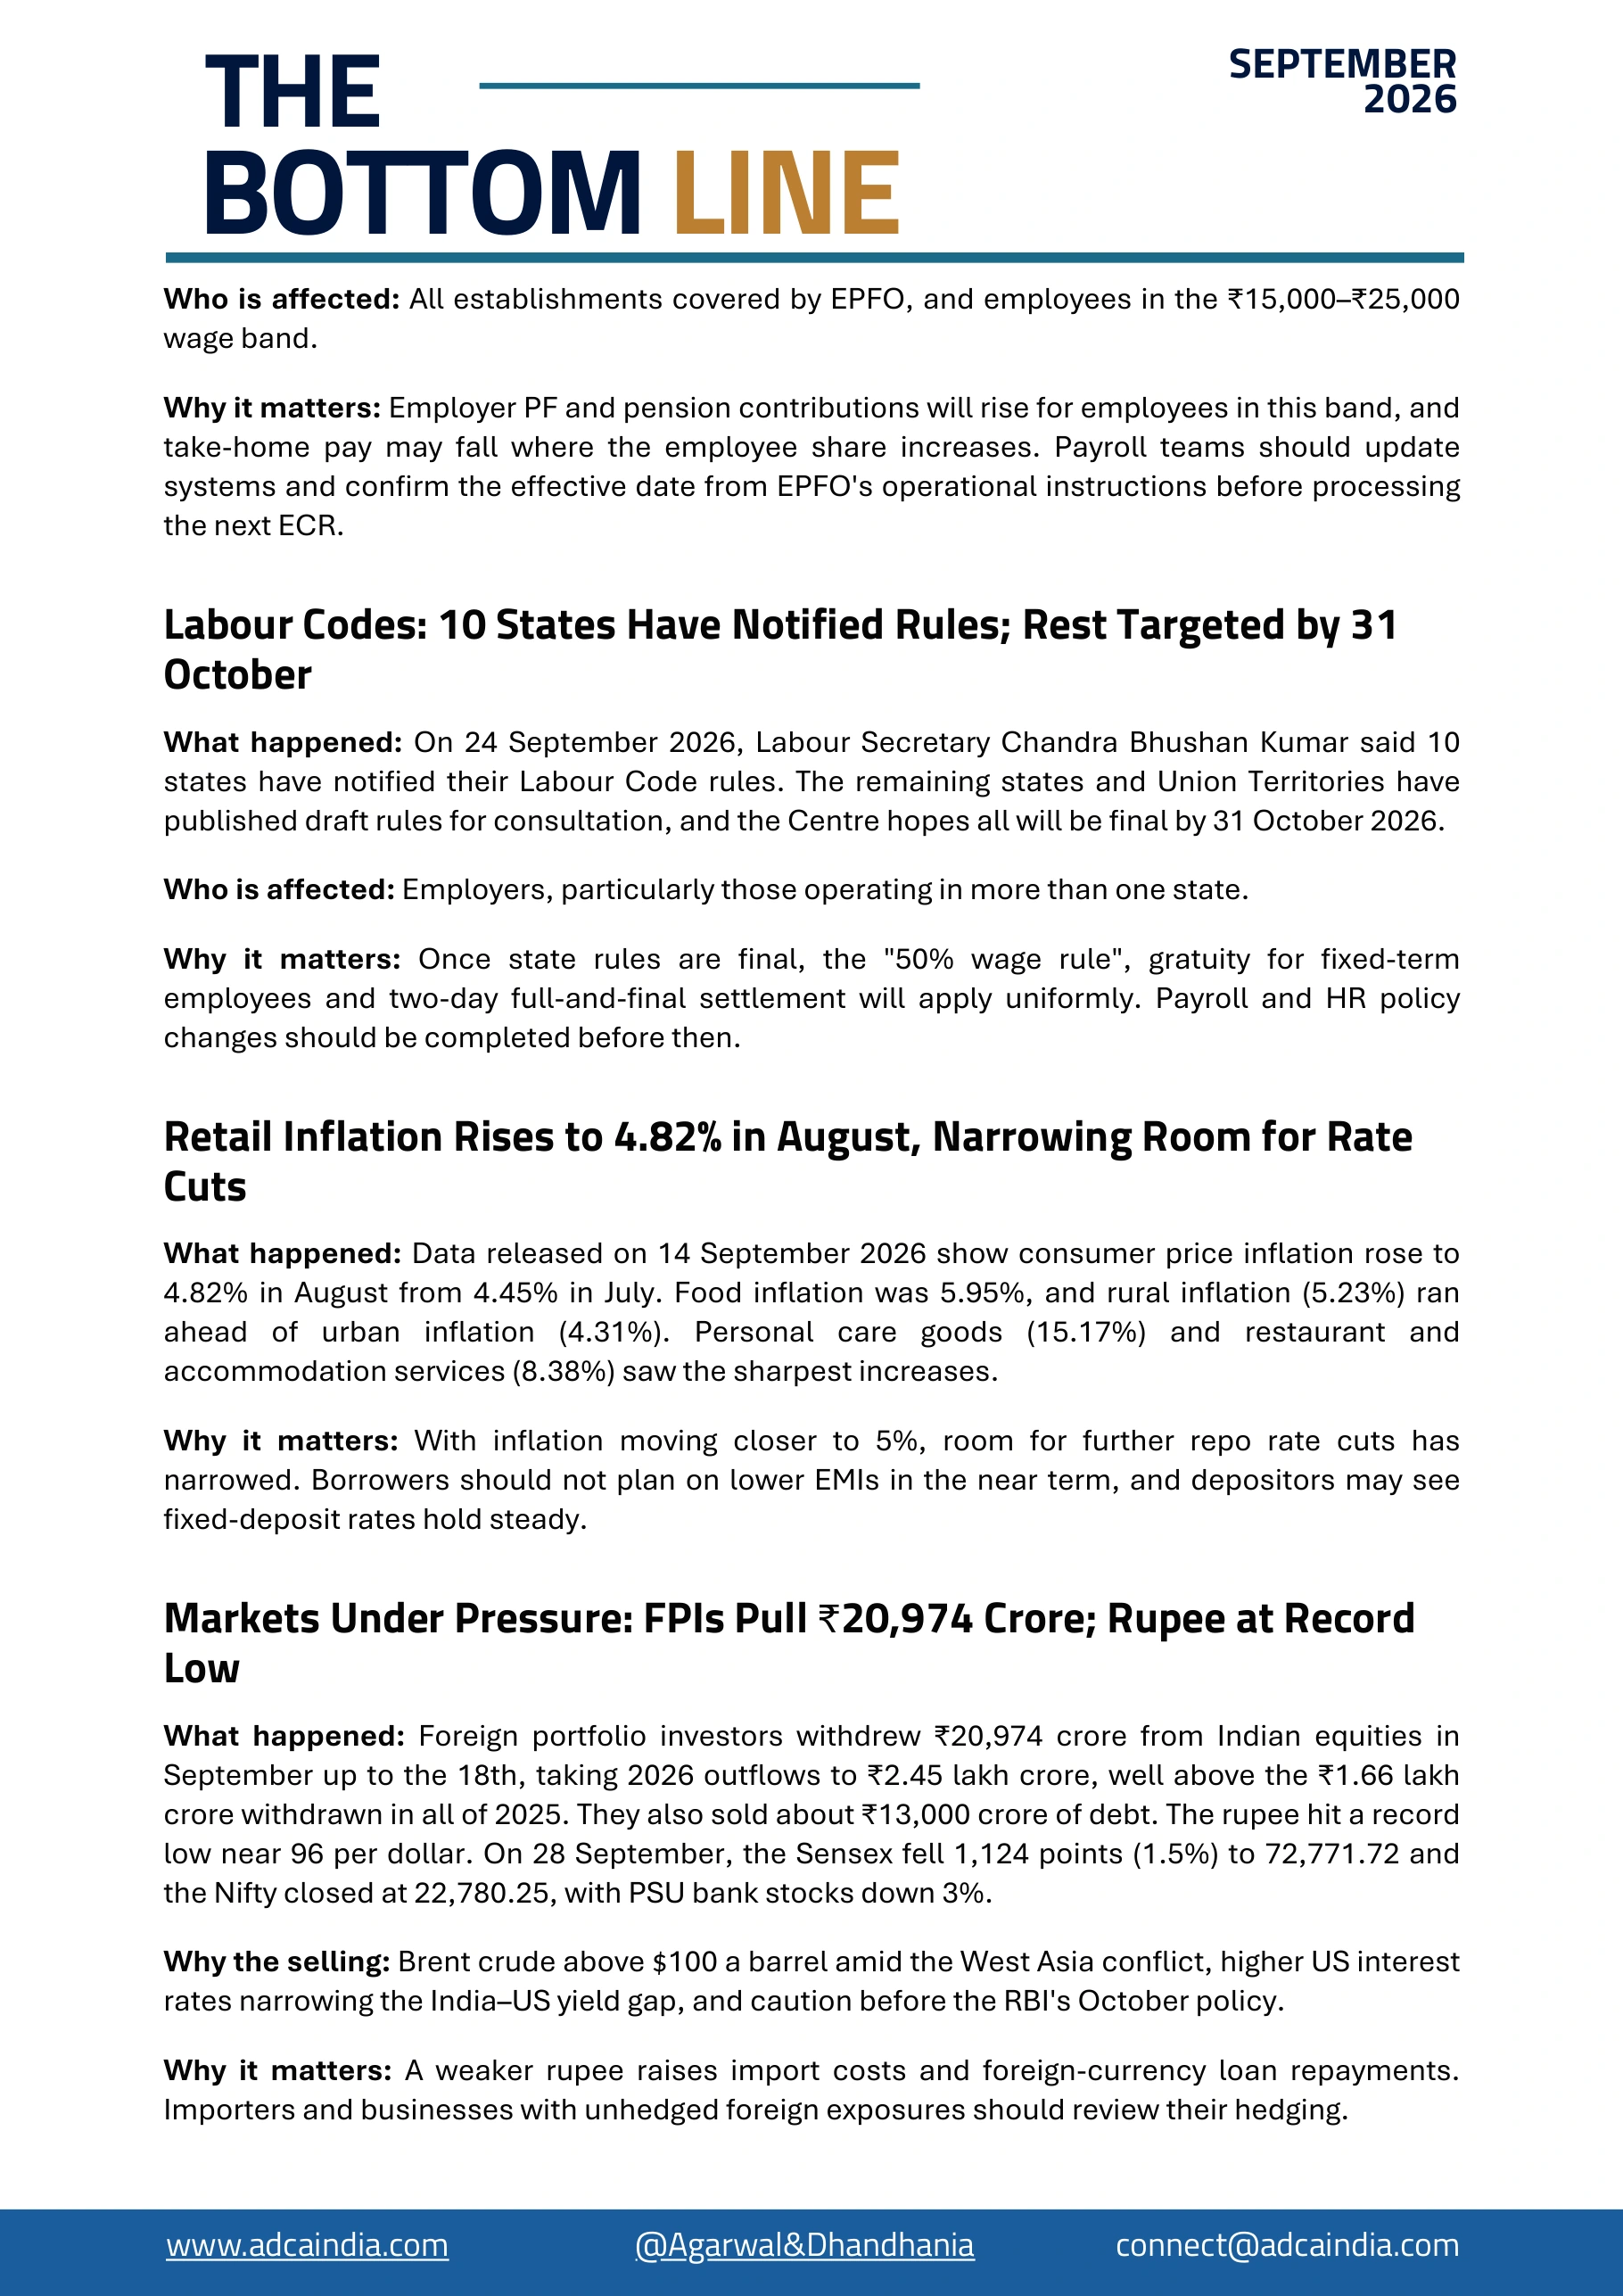 THE
BOTTOM LINE
SEPTEMBER
2026
Who is affected: All establishments covered by EPFO, and employees in the ₹15,000–₹25,000
wage band.
Why it matters: Employer PF and pension contributions will rise for employees in this band, and
take-home pay may fall where the employee share increases. Payroll teams should update
systems and confirm the effective date from EPFO's operational instructions before processing
the next ECR.
Labour Codes: 10 States Have Notified Rules; Rest Targeted by 31
October
What happened: On 24 September 2026, Labour Secretary Chandra Bhushan Kumar said 10
states have notified their Labour Code rules. The remaining states and Union Territories have
published draft rules for consultation, and the Centre hopes all will be final by 31 October 2026.
Who is affected: Employers, particularly those operating in more than one state.
Why it matters: Once state rules are final, the "50% wage rule", gratuity for fixed-term
employees and two-day full-and-final settlement will apply uniformly. Payroll and HR policy
changes should be completed before then.
Retail Inflation Rises to 4.82% in August, Narrowing Room for Rate
Cuts
What happened: Data released on 14 September 2026 show consumer price inflation rose to
4.82% in August from 4.45% in July. Food inflation was 5.95%, and rural inflation (5.23%) ran
ahead of urban inflation (4.31%). Personal care goods (15.17%) and restaurant and
accommodation services (8.38%) saw the sharpest increases.
Why it matters: With inflation moving closer to 5%, room for further repo rate cuts has
narrowed. Borrowers should not plan on lower EMIs in the near term, and depositors may see
fixed-deposit rates hold steady.
Markets Under Pressure: FPIs Pull ₹20,974 Crore; Rupee at Record
Low
What happened: Foreign portfolio investors withdrew ₹20,974 crore from Indian equities in
September up to the 18th, taking 2026 outflows to ₹2.45 lakh crore, well above the ₹1.66 lakh
crore withdrawn in all of 2025. They also sold about ₹13,000 crore of debt. The rupee hit a record
low near 96 per dollar. On 28 September, the Sensex fell 1,124 points (1.5%) to 72,771.72 and
the Nifty closed at 22,780.25, with PSU bank stocks down 3%.
Why the selling: Brent crude above $100 a barrel amid the West Asia conflict, higher US interest
rates narrowing the India–US yield gap, and caution before the RBI's October policy.
Why it matters: A weaker rupee raises import costs and foreign-currency loan repayments.
Importers and businesses with unhedged foreign exposures should review their hedging.
www.adcaindia.com
@Agarwal&Dhandhania
connect@adcaindia.com